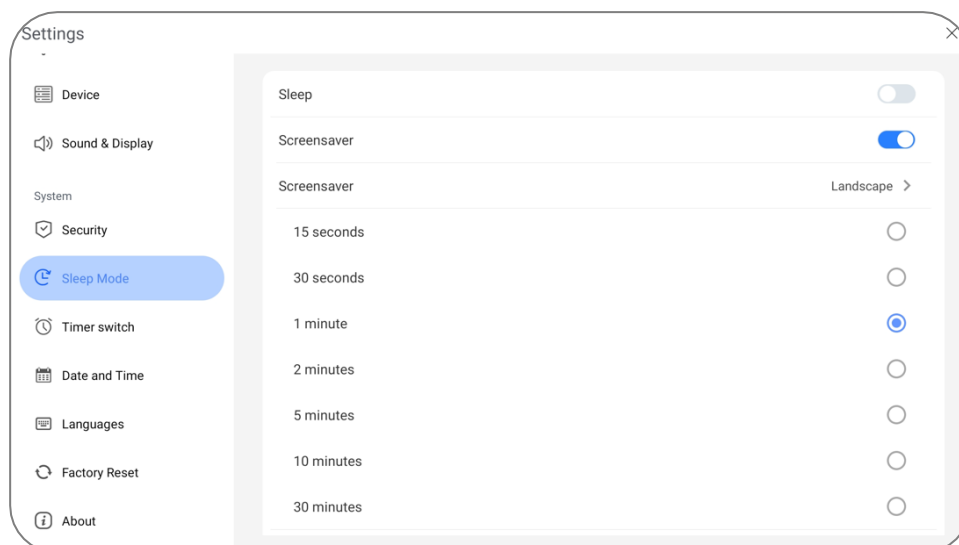 Settings
Device
Sound & Display
System
Security
Sleep Mode
Timer switch
Date and Time
Languages
Factory Reset
About
Sleep
Screensaver
Screensaver Landscape
15 seconds
30 seconds
1 minute
2 minutes
5 minutes
10 minutes
30 minutes